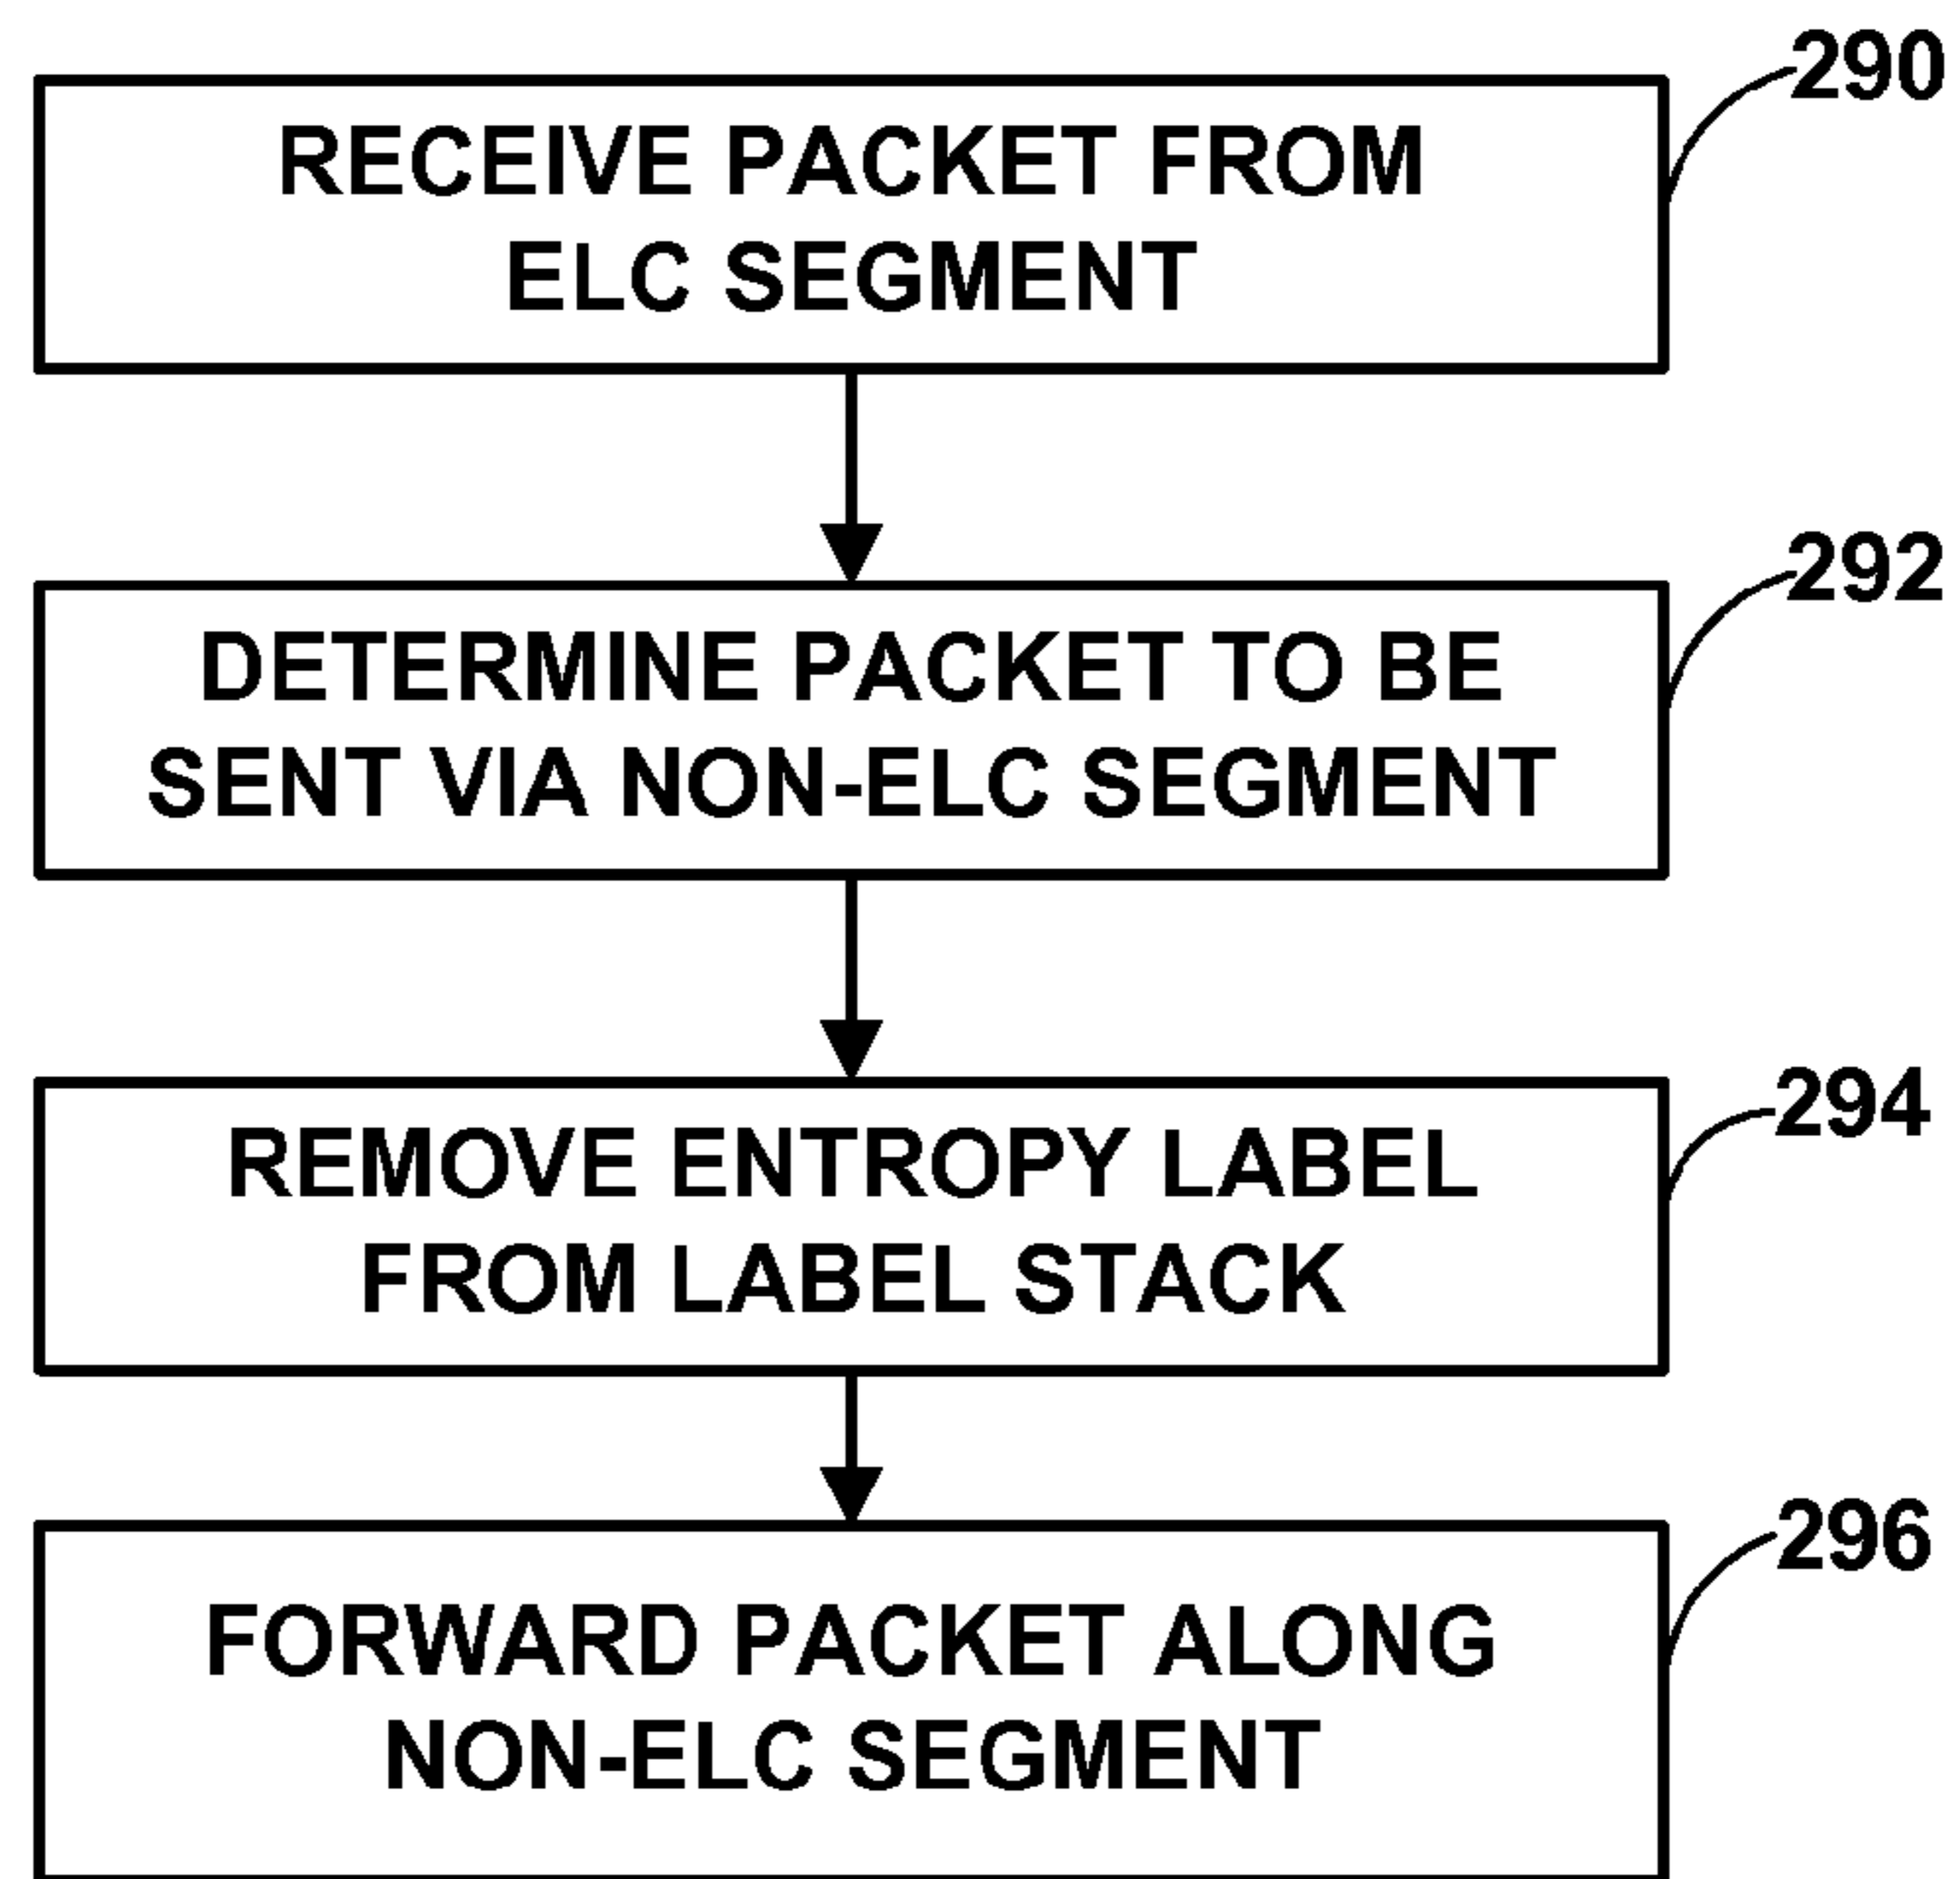 290
RECEIVE PACKET FROM
ELC SEGMENT
292
DETERMINE PACKET TO BE
SENT VIA NON-ELC SEGMENT
294
REMOVE ENTROPY LABEL
FROM LABEL STACK
296
FORWARD PACKET ALONG
NON-ELC SEGMENT